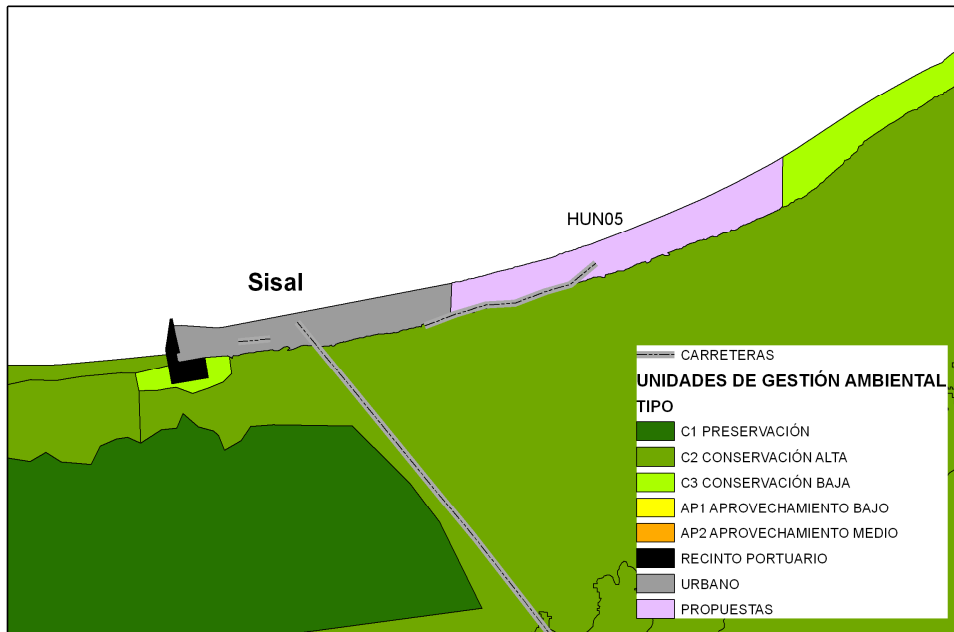 HUN05
Sisal
CARRETERAS
UNIDADES DE GESTIÓN AMBIENTAL
TIPO
C1 PRESERVACIÓN
C2 CONSERVACIÓN ALTA
C3 CONSERVACIÓN BAJA
AP1 APROVECHAMIENTO BAJO
AP2 APROVECHAMIENTO MEDIO
RECINTO PORTUARIO
URBANO
PROPUESTAS